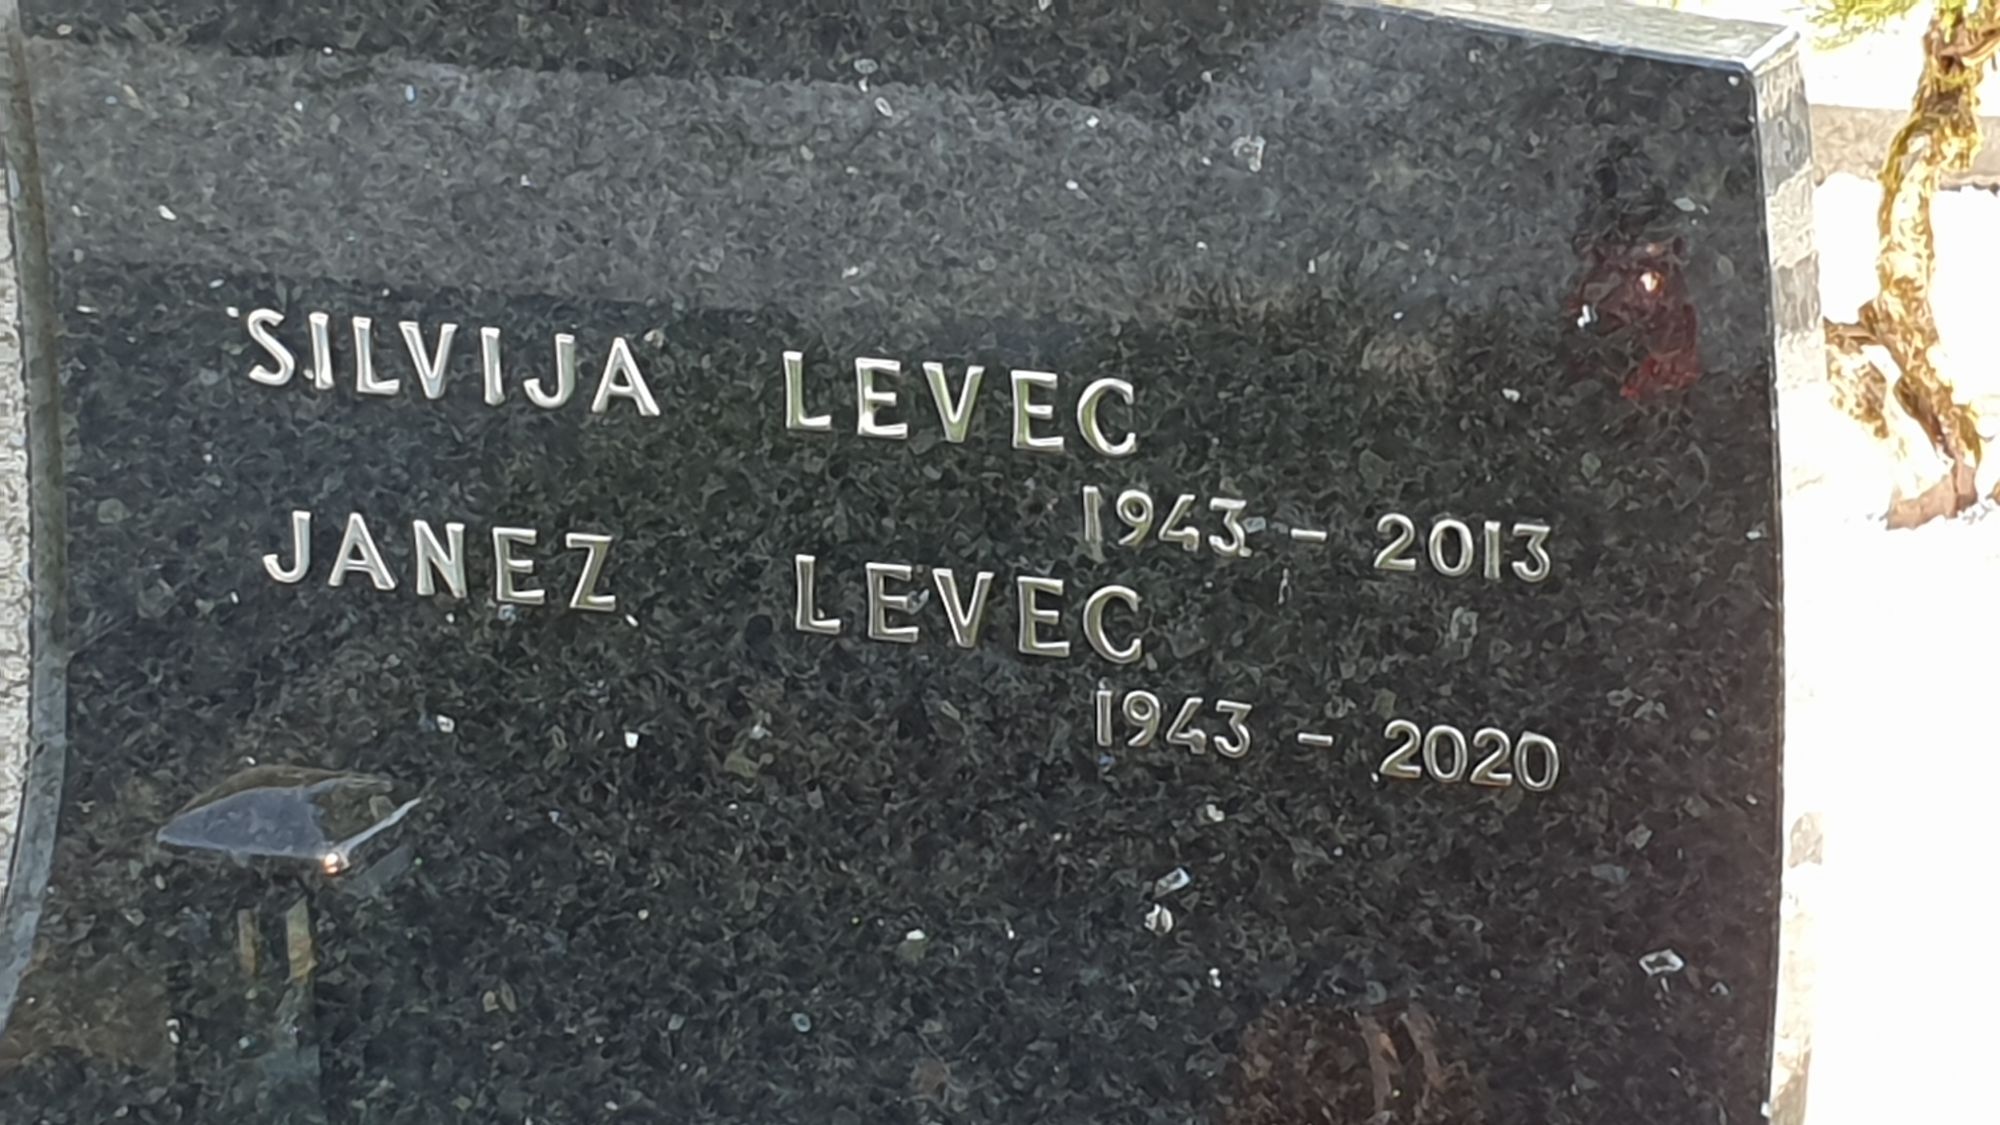 SILVIJA LEVEC
1943 - 2013
JANEZ LEVEC
1943 - 2020